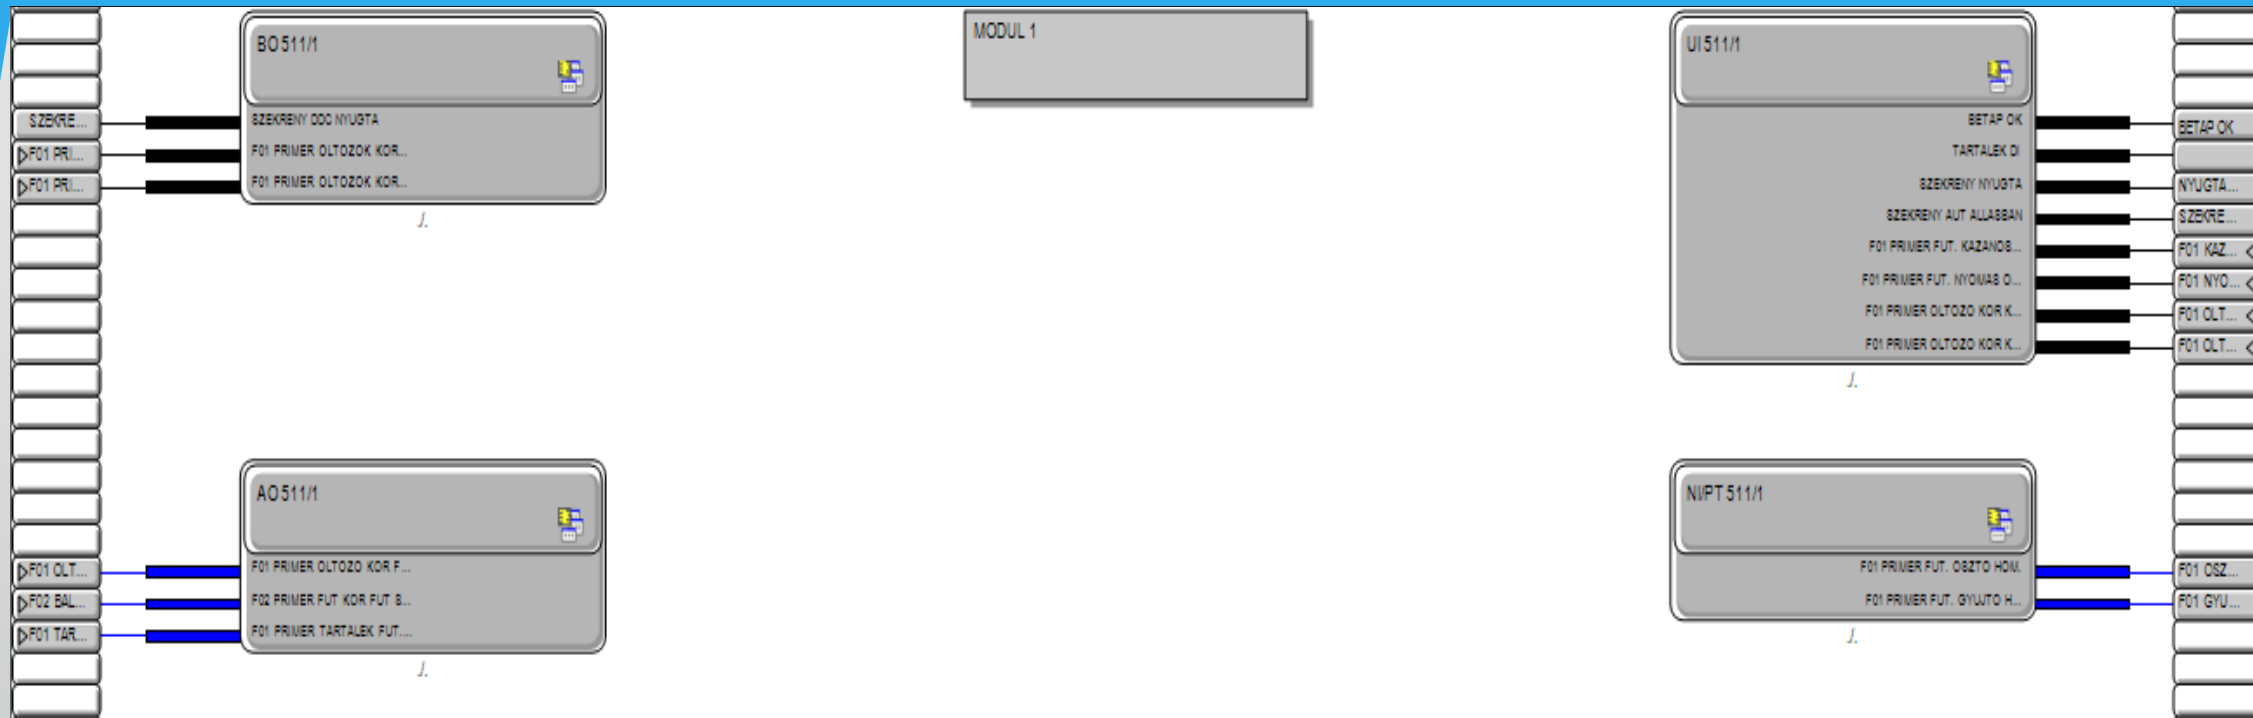 BO 511/1
SZEKRENY DDC NYUGTA
F01 PRIMER OLTOZOK KOR...
F01 PRIMER OLTOZOK KOR...
J.
SZEKRE...
F01 PRI...
F01 PRI...
MODUL 1
UI 511/1
BETAP OK
TARTALEK DI
SZEKRENY NYUGTA
SZEKRENY AUT ALLASBAN
F01 PRIMER FUT. KAZANOS...
F01 PRIMER FUT. NYOMAS O...
F01 PRIMER OLTOZO KOR K...
F01 PRIMER OLTOZO KOR K...
J.
BETAP OK
NYUGTA...
SZEKRE...
F01 KAZ...
F01 NYO...
F01 OLT...
F01 OLT...
AO 511/1
F01 PRIMER OLTOZO KOR F...
F02 PRIMER FUT KOR FUT S...
F01 PRIMER TARTALEK FUT....
J.
F01 OLT...
F02 BAL...
F01 TAR...
NI/PT 511/1
F01 PRIMER FUT. OSZTO HOM.
F01 PRIMER FUT. GYUJTO H...
J.
F01 OSZ...
F01 GYU...